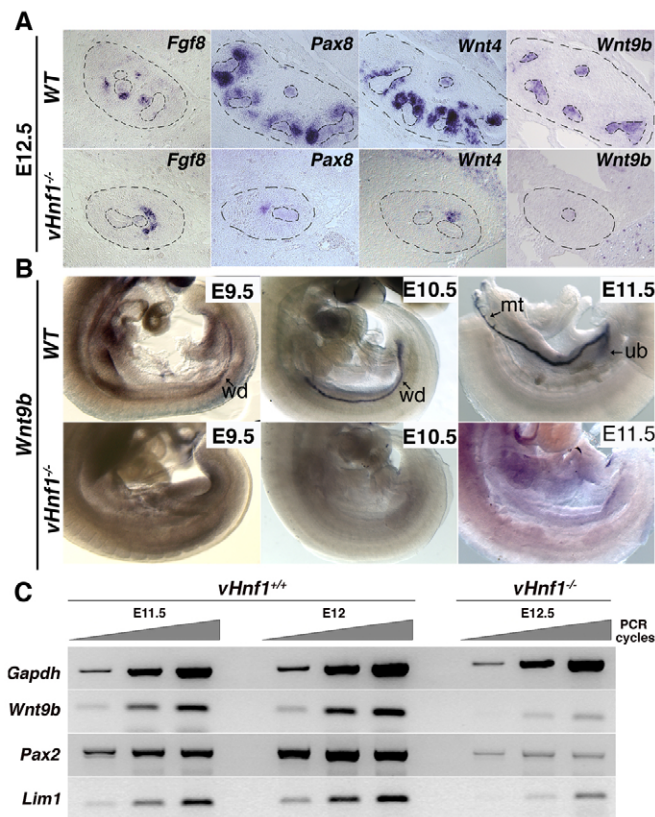 A
E12.5
WT
Fgf8
Pax8
Wnt4
Wnt9b
vHnf1-/-
Fgf8
Pax8
Wnt4
Wnt9b
B
Wnt9b
WT
E9.5
wd
E10.5
wd
E11.5
mt
ub
vHnf1-/-
E9.5
E10.5
E11.5
C
vHnf1+/+
vHnf1-/-
E11.5
E12
E12.5
PCR
cycles
Gapdh
Wnt9b
Pax2
Lim1